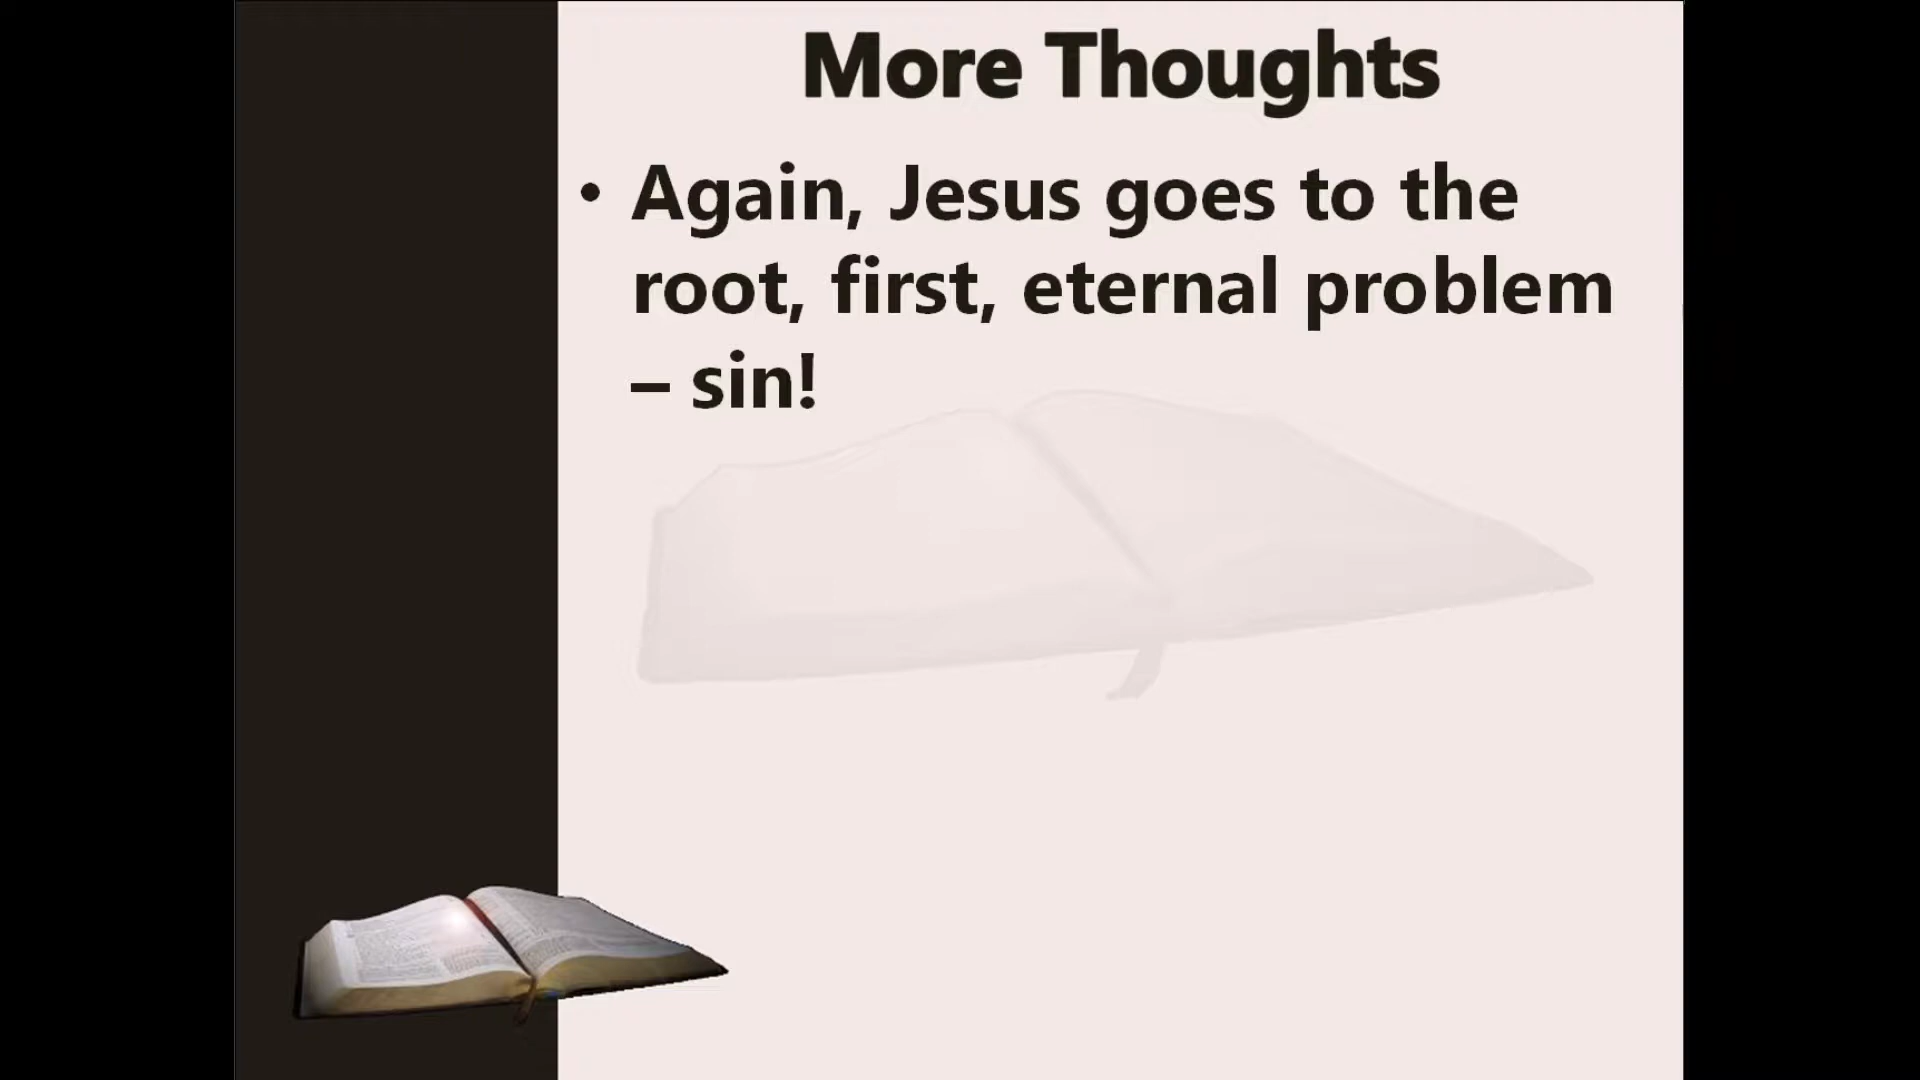 More Thoughts
• Again, Jesus goes to the
root, first, eternal problem
– sin!